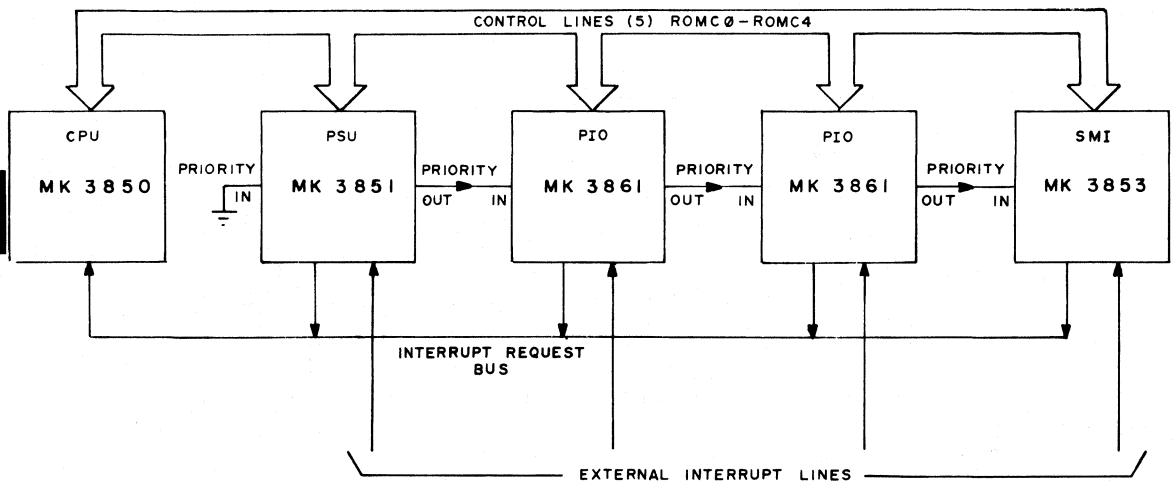 CONTROL LINES (5) ROMCØ-ROMC4
CPU
MK 3850
PRIORITY
IN
PSU
MK 3851
PRIORITY
OUT IN
PIO
MK 3861
PRIORITY
OUT IN
PIO
MK 3861
PRIORITY
OUT IN
SMI
MK 3853
INTERRUPT REQUEST
BUS
EXTERNAL INTERRUPT LINES